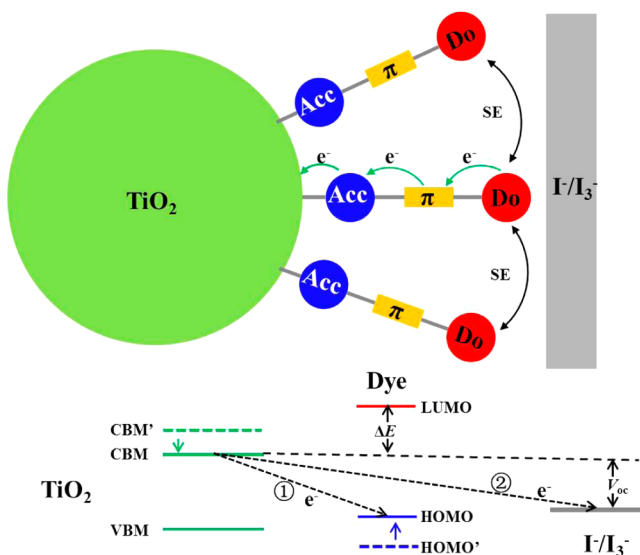 Do
π
Acc
SE
e⁻ e⁻ e⁻
TiO₂
Acc π Do
I⁻/I₃⁻
SE
Acc
π
Do
Dye
LUMO
CBM’
ΔE
CBM
TiO₂
V_oc
① e⁻
② e⁻
VBM
HOMO
HOMO’
I⁻/I₃⁻